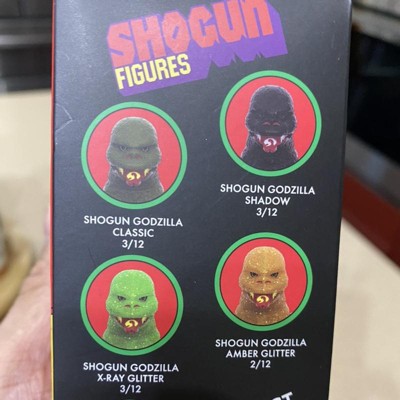 SHOGUN
FIGURES
SHOGUN GODZILLA
CLASSIC
3/12
SHOGUN GODZILLA
SHADOW
3/12
SHOGUN GODZILLA
X-RAY GLITTER
3/12
SHOGUN GODZILLA
AMBER GLITTER
2/12